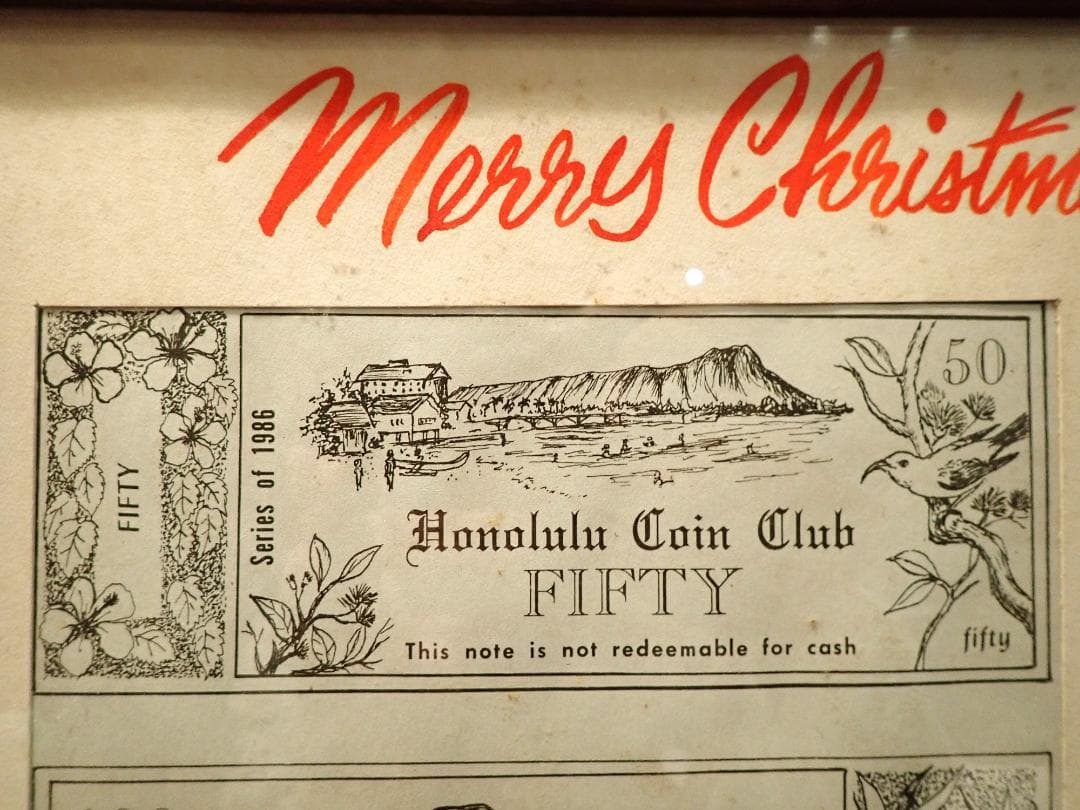 Merry Christm
50
FIFTY
Series of 1986
Honolulu Coin Club
FIFTY
This note is not redeemable for cash
fifty